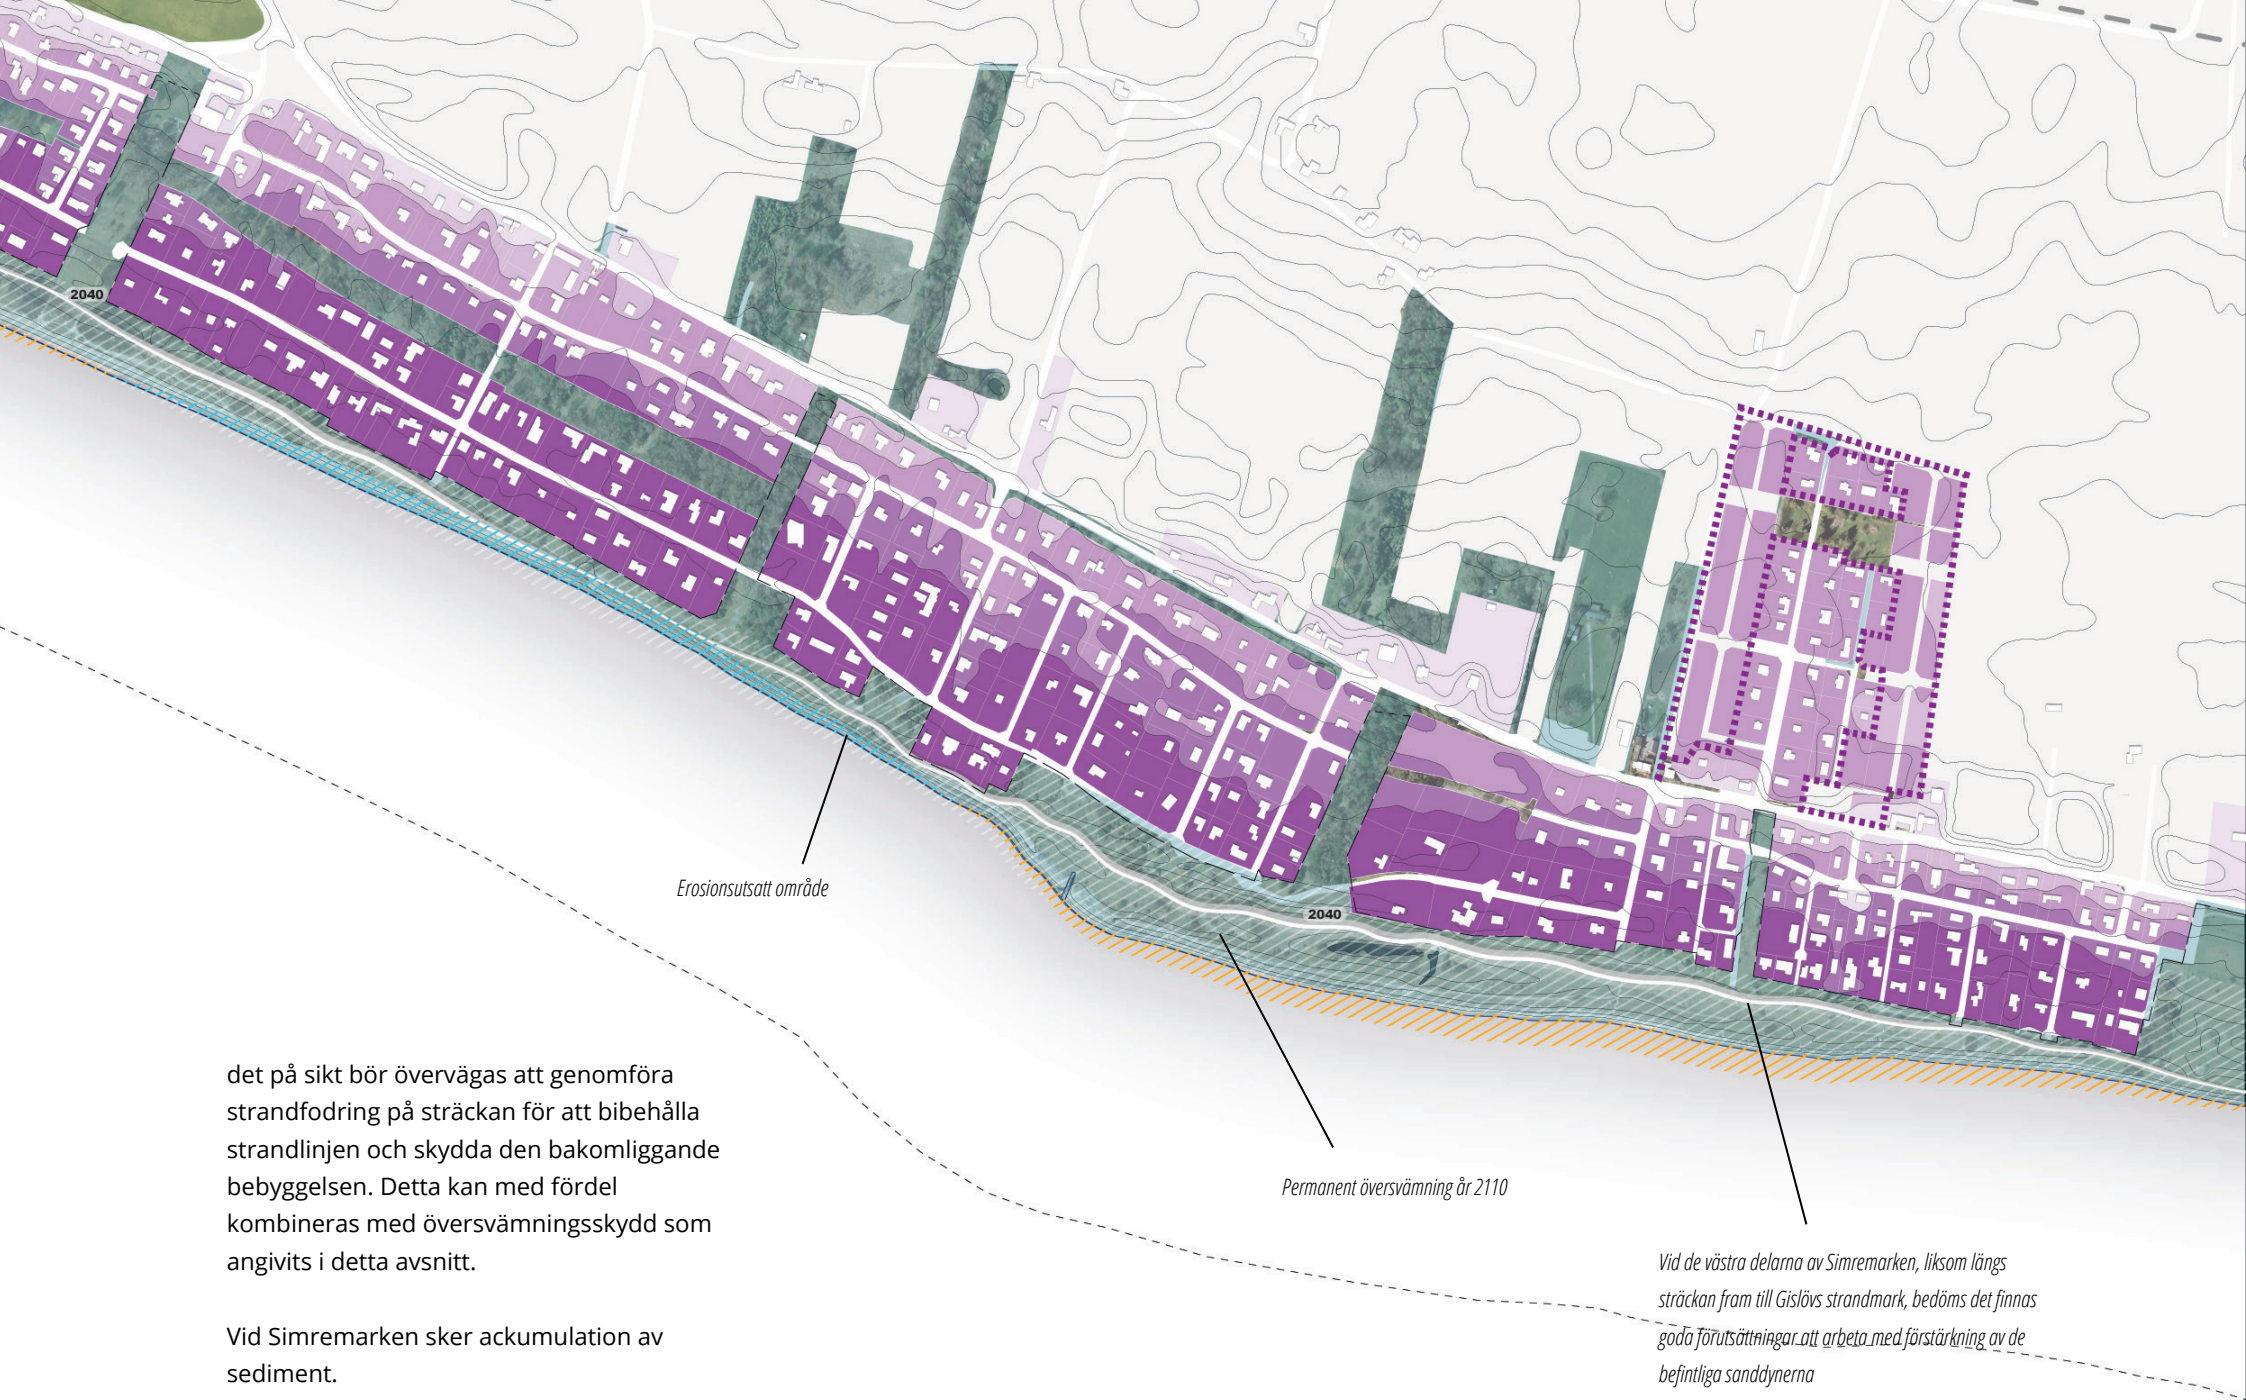 2040
Erosionsutsatt område
2040
det på sikt bör övervägas att genomföra
strandfodring på sträckan för att bibehålla
strandlinjen och skydda den bakomliggande
bebyggelsen. Detta kan med fördel
kombineras med översvämningsskydd som
angivits i detta avsnitt.
Vid Simremarken sker ackumulation av
sediment.
Permanent översvämning år 2110
Vid de västra delarna av Simremarken, liksom längs
sträckan fram till Gislövs strandmark, bedöms det finnas
goda förutsättningar att arbeta med förstärkning av de
befintliga sanddynerna